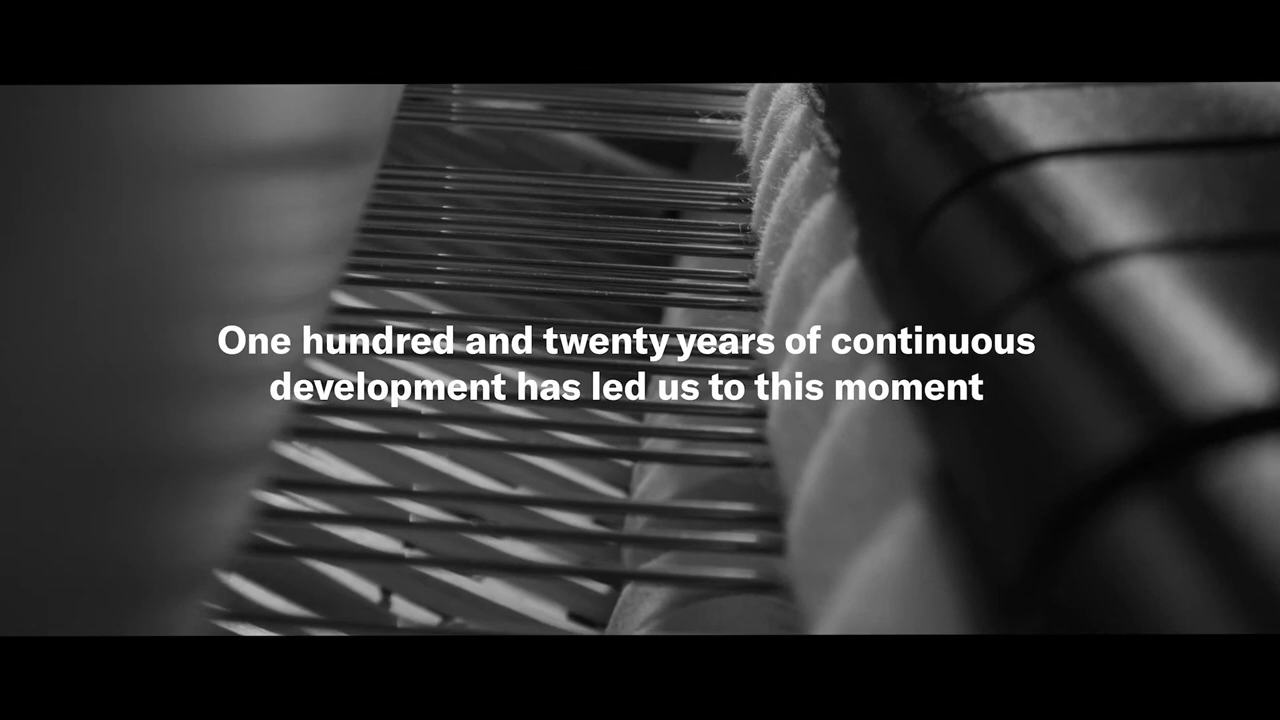 One hundred and twenty years of continuous
development has led us to this moment